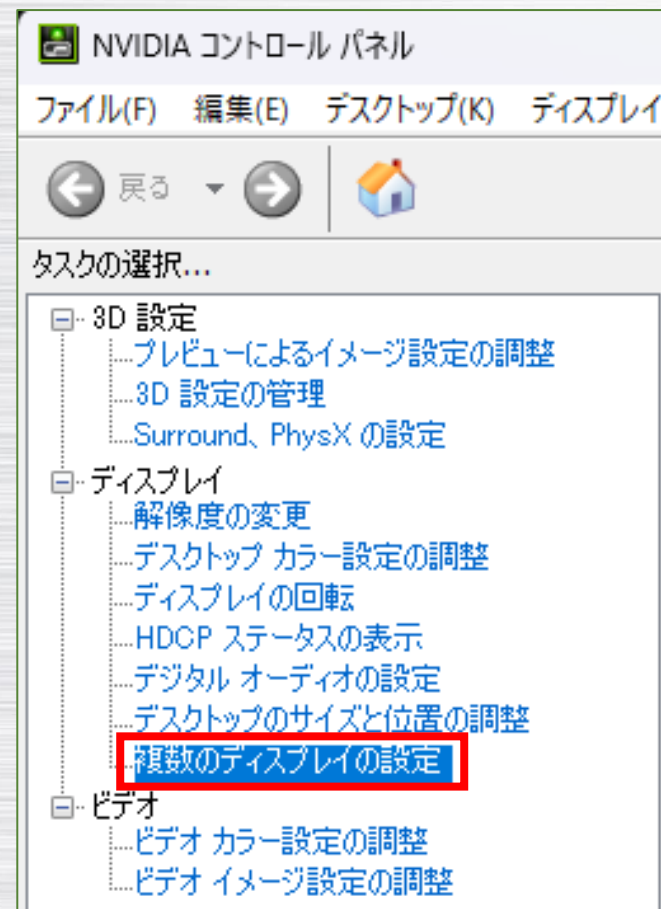 NVIDIA コントロール パネル
ファイル(F) 編集(E) デスクトップ(K) ディスプレイ
戻る
タスクの選択...
3D 設定
プレビューによるイメージ設定の調整
3D 設定の管理
Surround、PhysX の設定
ディスプレイ
解像度の変更
デスクトップ カラー設定の調整
ディスプレイの回転
HDCP ステータスの表示
デジタル オーディオの設定
デスクトップのサイズと位置の調整
複数のディスプレイの設定
ビデオ
ビデオ カラー設定の調整
ビデオ イメージ設定の調整